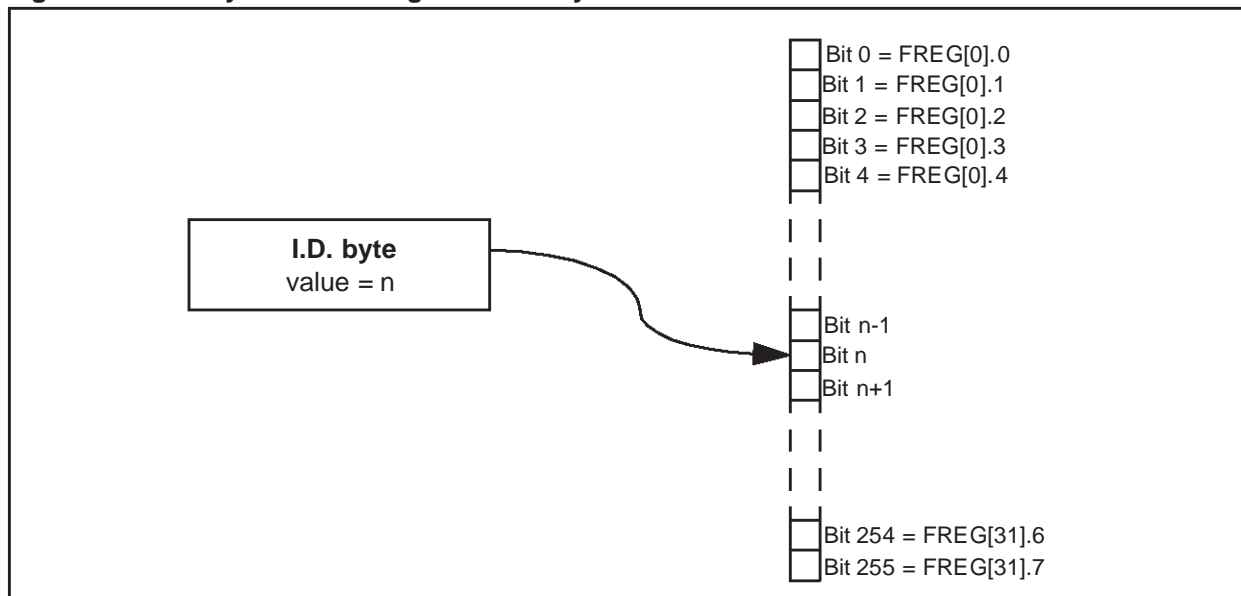 I.D. byte
value = n
Bit 0 = FREG[0].0
Bit 1 = FREG[0].1
Bit 2 = FREG[0].2
Bit 3 = FREG[0].3
Bit 4 = FREG[0].4
Bit n-1
Bit n
Bit n+1
Bit 254 = FREG[31].6
Bit 255 = FREG[31].7